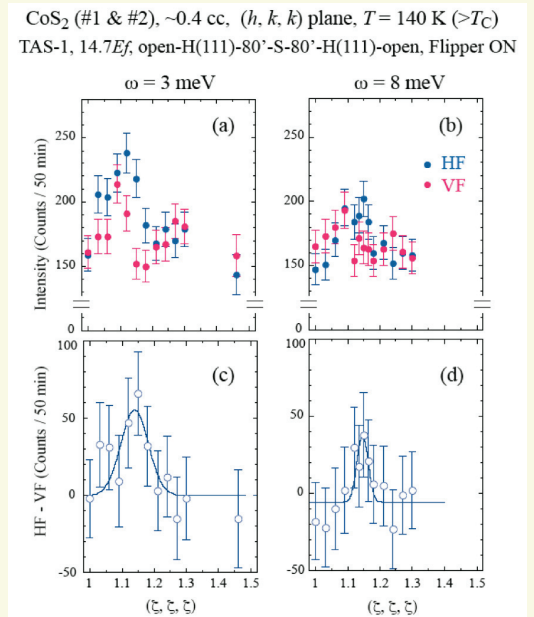 CoS2 (#1 & #2), ~0.4 cc, (h, k, k) plane, T = 140 K (>TC)
TAS-1, 14.7Ef, open-H(111)-80'-S-80'-H(111)-open, Flipper ON
ω = 3 meV ω = 8 meV
(a) (b)
HF
VF
Intensity (Counts / 50 min)
250 250
200 200
150 150
0 0
(c) (d)
HF - VF (Counts / 50 min)
100 100
50 50
0 0
-50 -50
1 1.1 1.2 1.3 1.4 1.5 1 1.1 1.2 1.3 1.4 1.5
(ζ, ζ, ζ) (ζ, ζ, ζ)